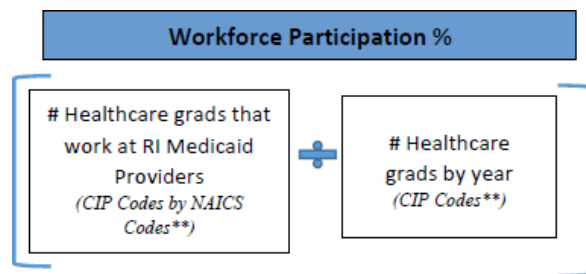 Workforce Participation %
# Healthcare grads that
work at RI Medicaid
Providers
(CIP Codes by NAICS
Codes**)
÷
# Healthcare
grads by year
(CIP Codes**)